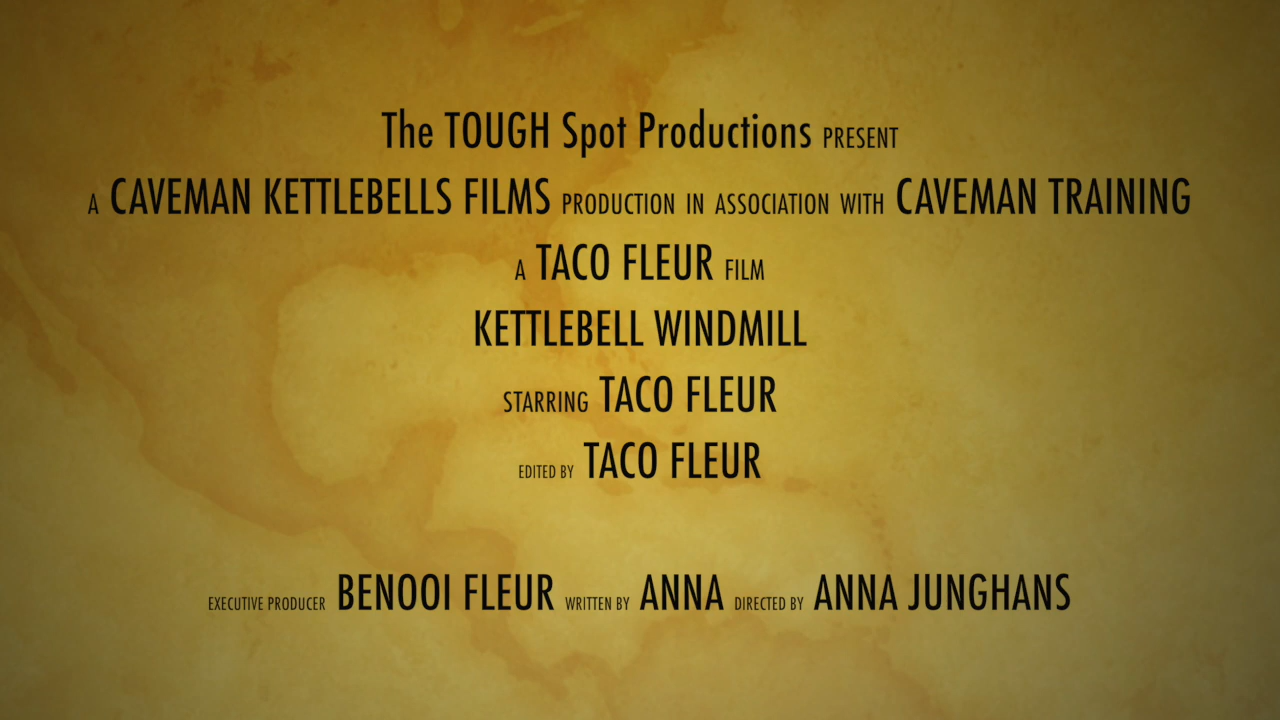 The TOUGH Spot Productions PRESENT
A CAVEMAN KETTLEBELLS FILMS PRODUCTION IN ASSOCIATION WITH CAVEMAN TRAINING
A TACO FLEUR FILM
KETTLEBELL WINDMILL
STARRING TACO FLEUR
EDITED BY TACO FLEUR
EXECUTIVE PRODUCER BENOOI FLEUR WRITTEN BY ANNA DIRECTED BY ANNA JUNGHANS